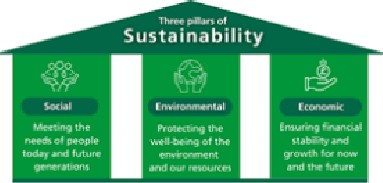 Three pillars of
Sustainability
Social
Meeting the
needs of people
today and future
generations
Environmental
Protecting the
well-being of the
environment
and our resources
Economic
Ensuring financial
stability and
growth for now
and the future